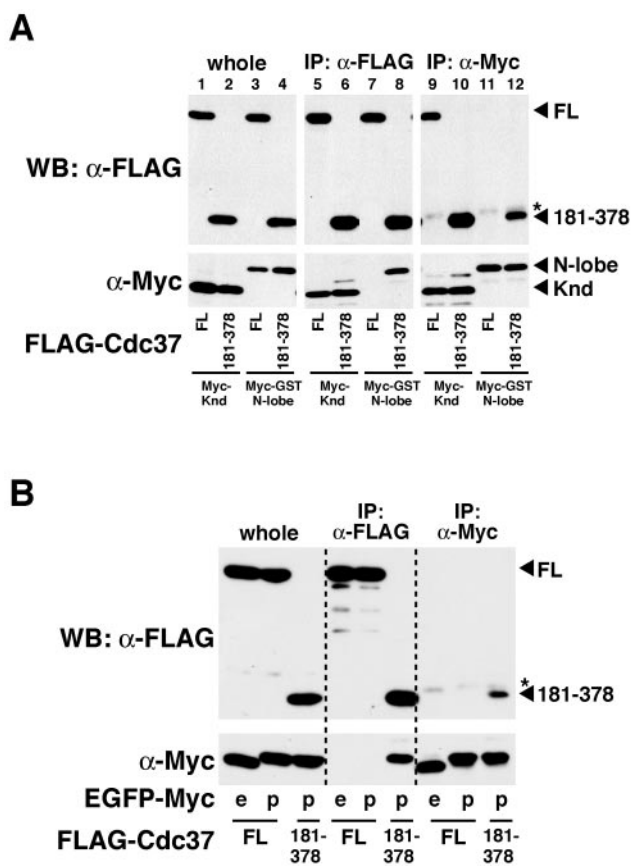 A
whole IP: α-FLAG IP: α-Myc
1 2 3 4 5 6 7 8 9 10 11 12
WB: α-FLAG
◄FL
*
◄181-378
α-Myc
◄N-lobe
◄Knd
FLAG-Cdc37
FL 181-378 FL 181-378 FL 181-378 FL 181-378 FL 181-378 FL 181-378
Myc-Knd Myc-GST N-lobe Myc-Knd Myc-GST N-lobe Myc-Knd Myc-GST N-lobe
B
whole IP: α-FLAG IP: α-Myc
WB: α-FLAG
◄FL
*
◄181-378
α-Myc
EGFP-Myc e p p e p p e p p
FLAG-Cdc37 FL 181-378 FL 181-378 FL 181-378